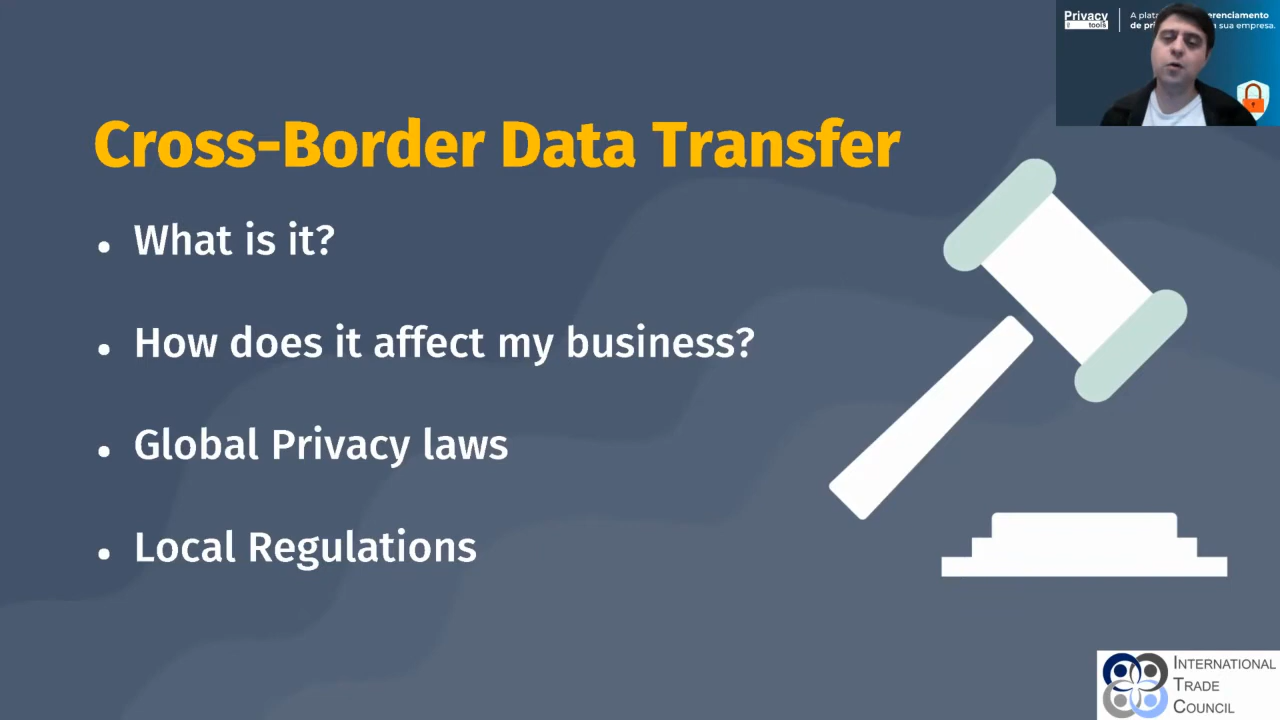 Privacy
tools
A plata erenciamento
de pri a sua empresa.
Cross-Border Data Transfer
• What is it?
• How does it affect my business?
• Global Privacy laws
• Local Regulations
INTERNATIONAL
TRADE
COUNCIL